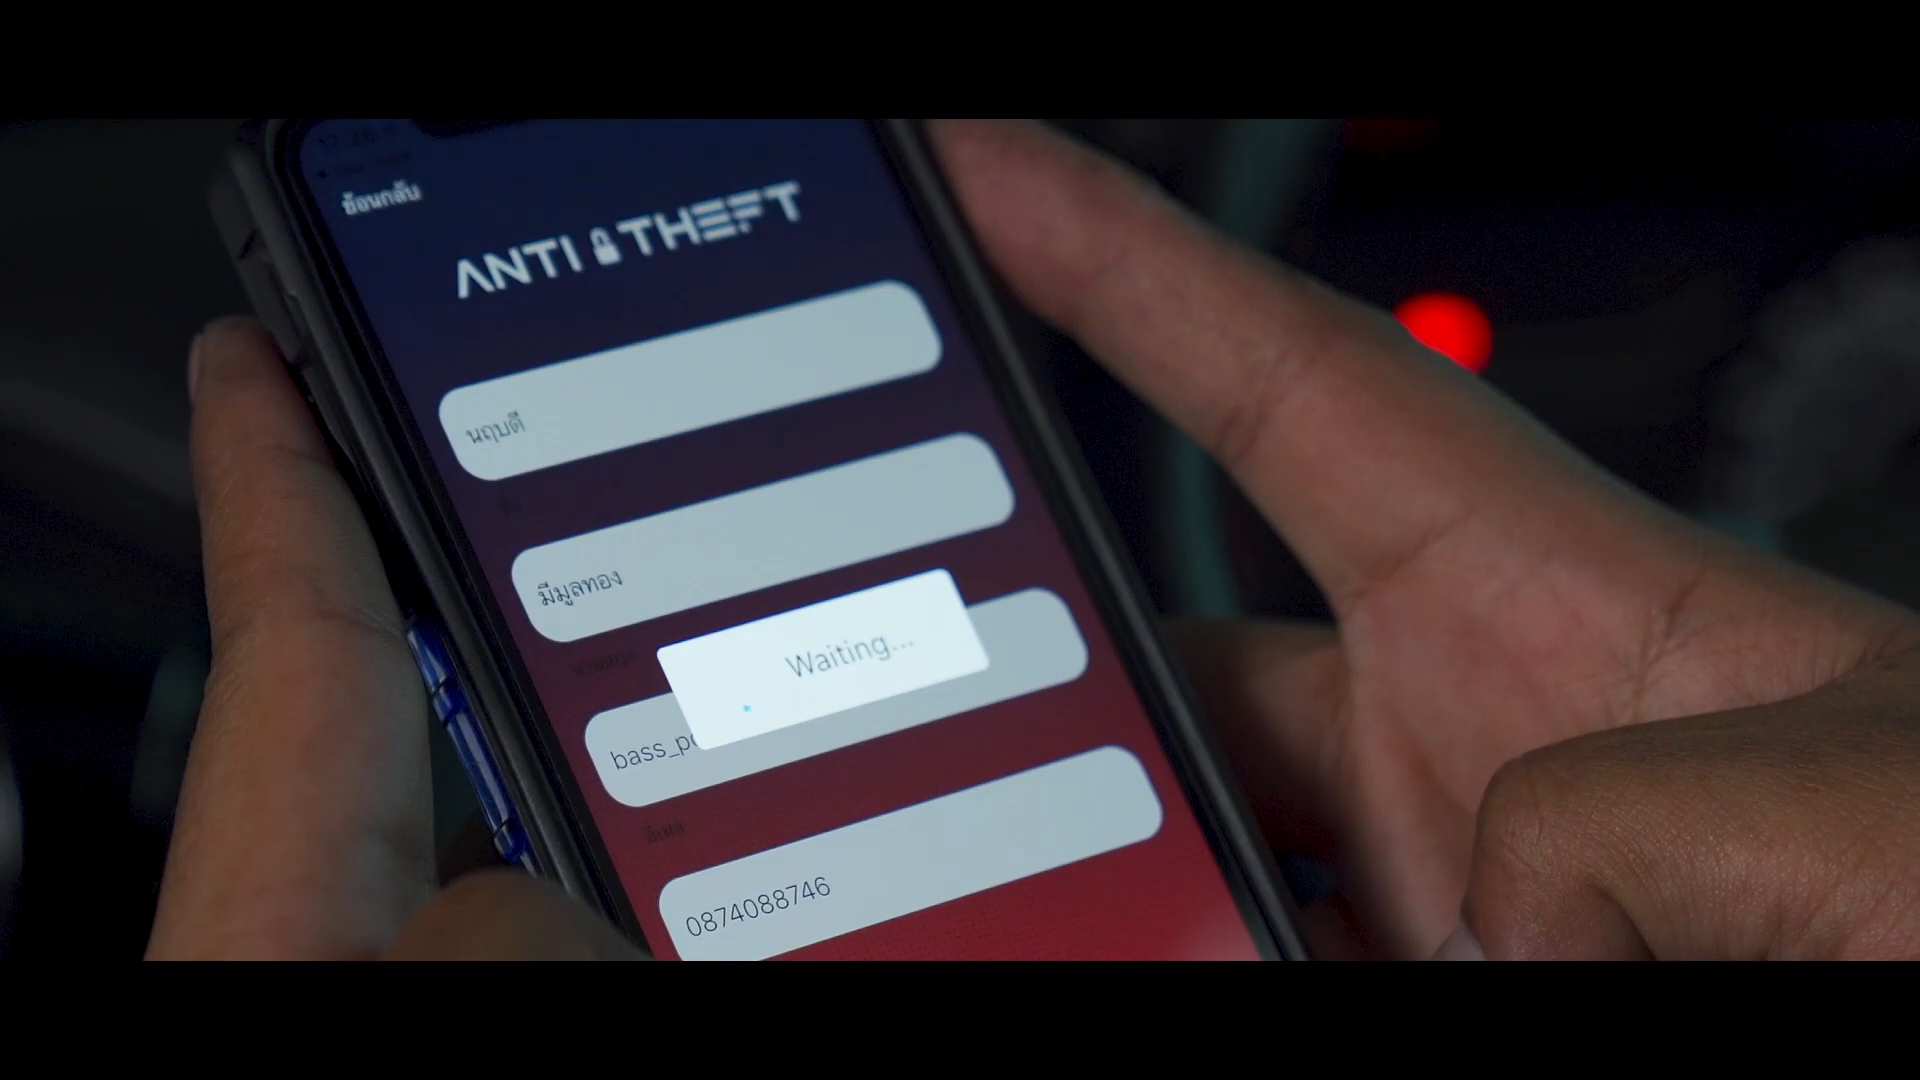 ย้อนกลับ
ANTI THEFT
นฤบดี
มีมูลทอง
Waiting...
bass_p
0874088746